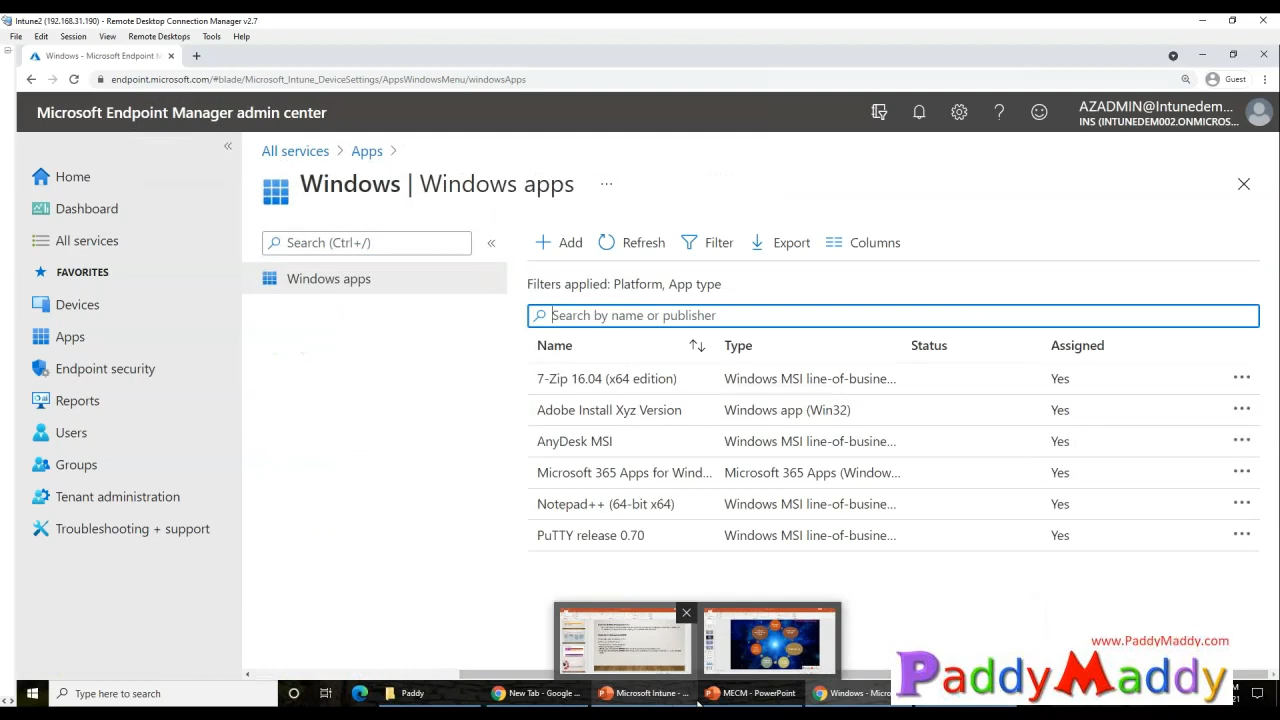 Intune2 (192.168.31.190) - Remote Desktop Connection Manager v2.7
File Edit Session View Remote Desktops Tools Help
Windows - Microsoft Endpoint M
endpoint.microsoft.com/#blade/Microsoft_Intune_DeviceSettings/AppsWindowsMenu/windowsApps
Guest
Microsoft Endpoint Manager admin center
AZADMIN@Intunedem...
INS (INTUNEDEM002.ONMICROS...
Home
Dashboard
All services
FAVORITES
Devices
Apps
Endpoint security
Reports
Users
Groups
Tenant administration
Troubleshooting + support
All services > Apps >
Windows | Windows apps ...
Search (Ctrl+/)
Windows apps
Add Refresh Filter Export Columns
Filters applied: Platform, App type
Search by name or publisher
Name Type Status Assigned
7-Zip 16.04 (x64 edition) Windows MSI line-of-busine... Yes
Adobe Install Xyz Version Windows app (Win32) Yes
AnyDesk MSI Windows MSI line-of-busine... Yes
Microsoft 365 Apps for Wind... Microsoft 365 Apps (Window... Yes
Notepad++ (64-bit x64) Windows MSI line-of-busine... Yes
PuTTY release 0.70 Windows MSI line-of-busine... Yes
www.PaddyMaddy.com
PaddyMaddy
Type here to search
Paddy
New Tab - Google ...
Microsoft Intune - ...
MECM - PowerPoint
Windows - Micros